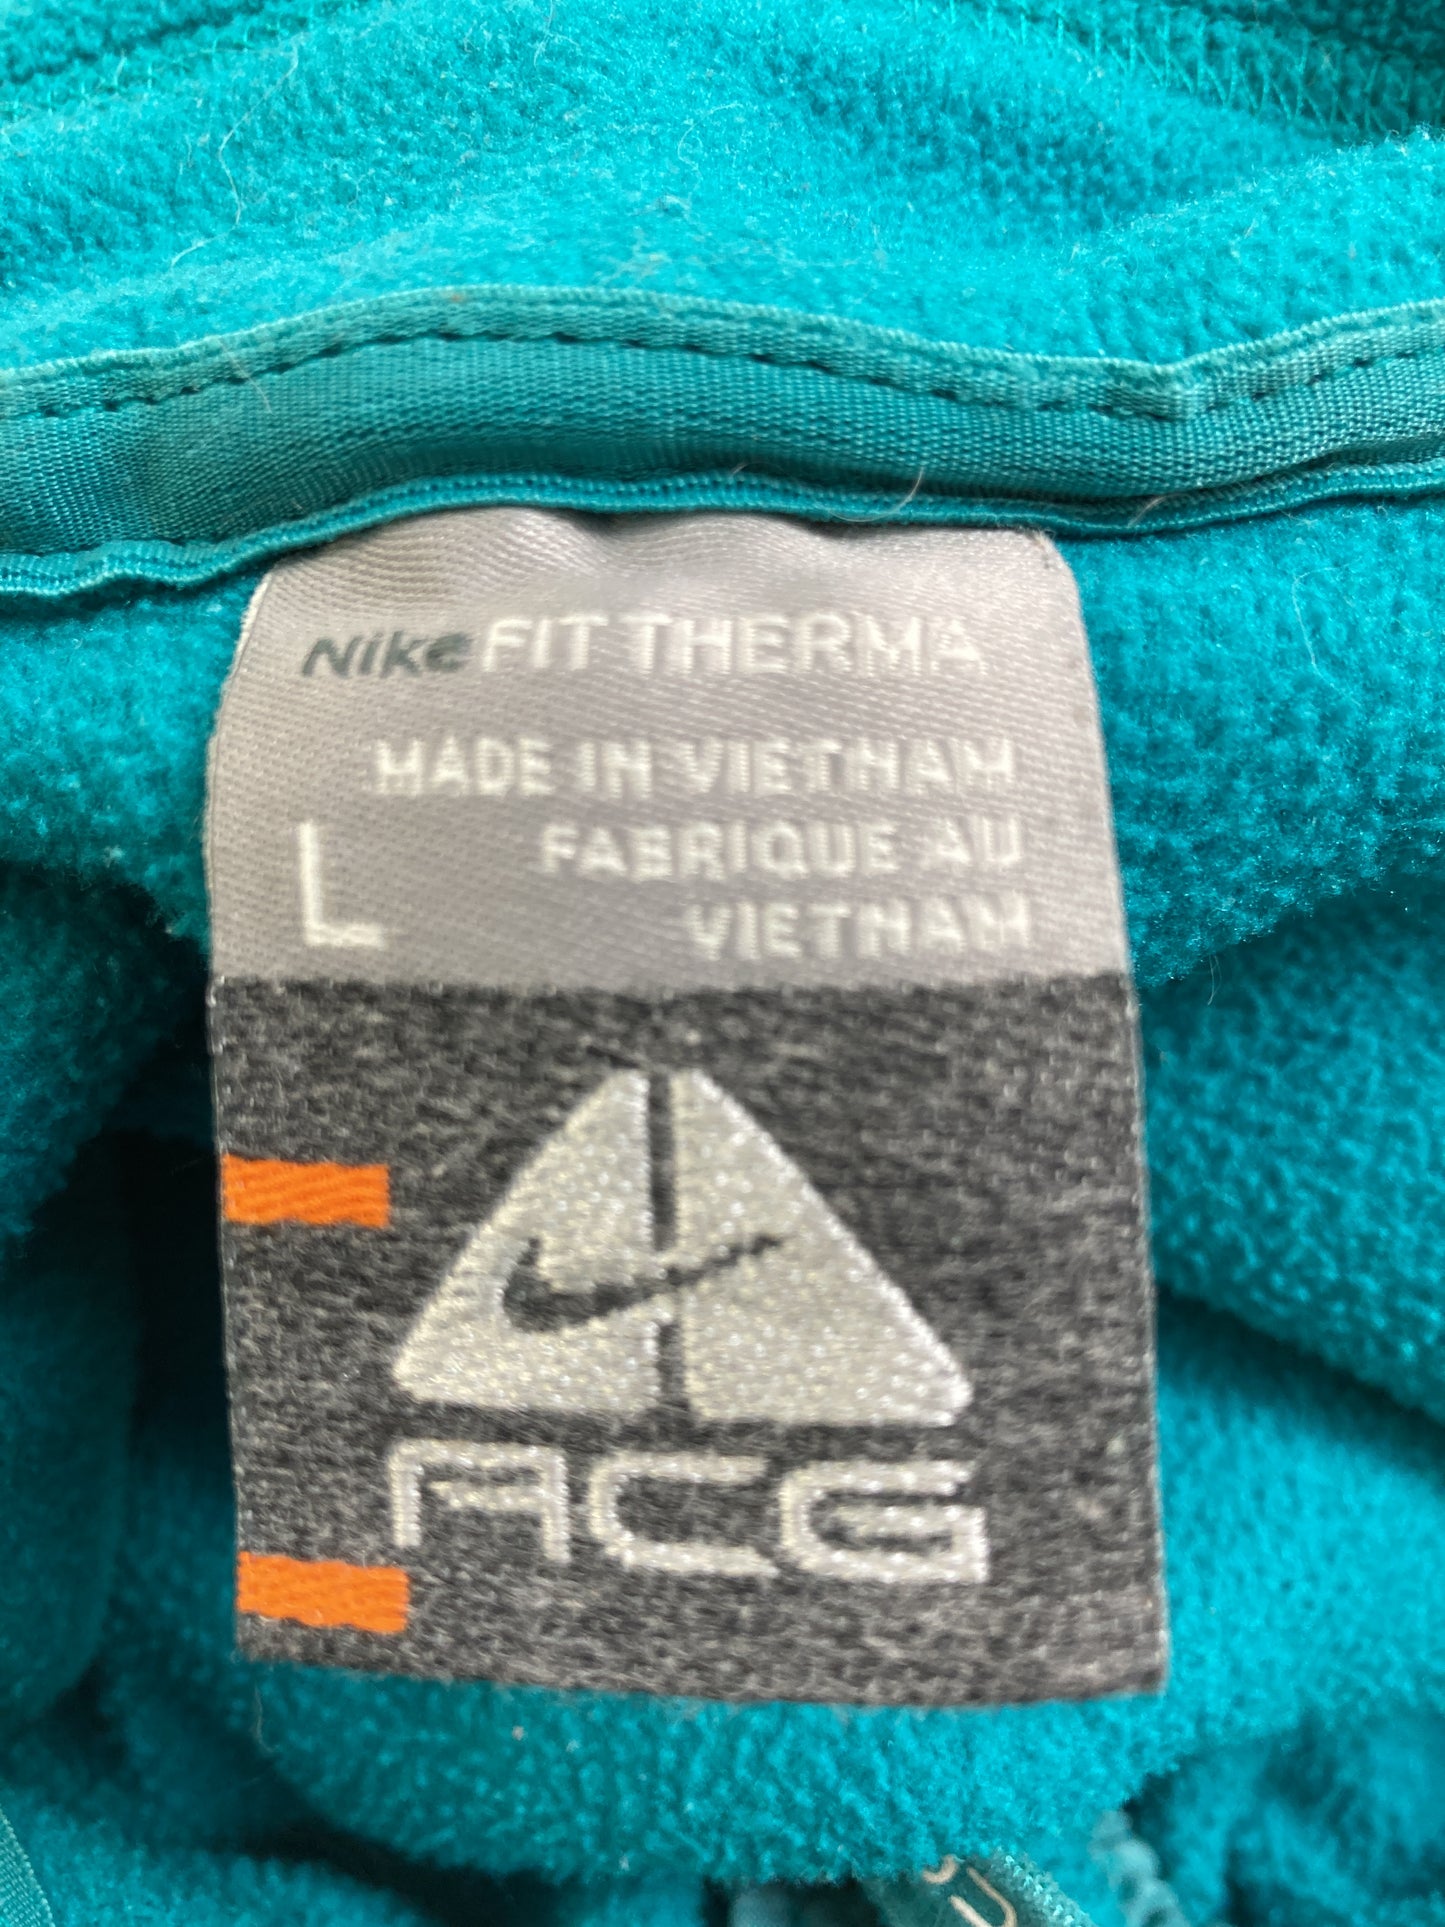 Nike FIT THERMA
MADE IN VIETNAM
L FABRIQUE AU
VIETNAM
ACG